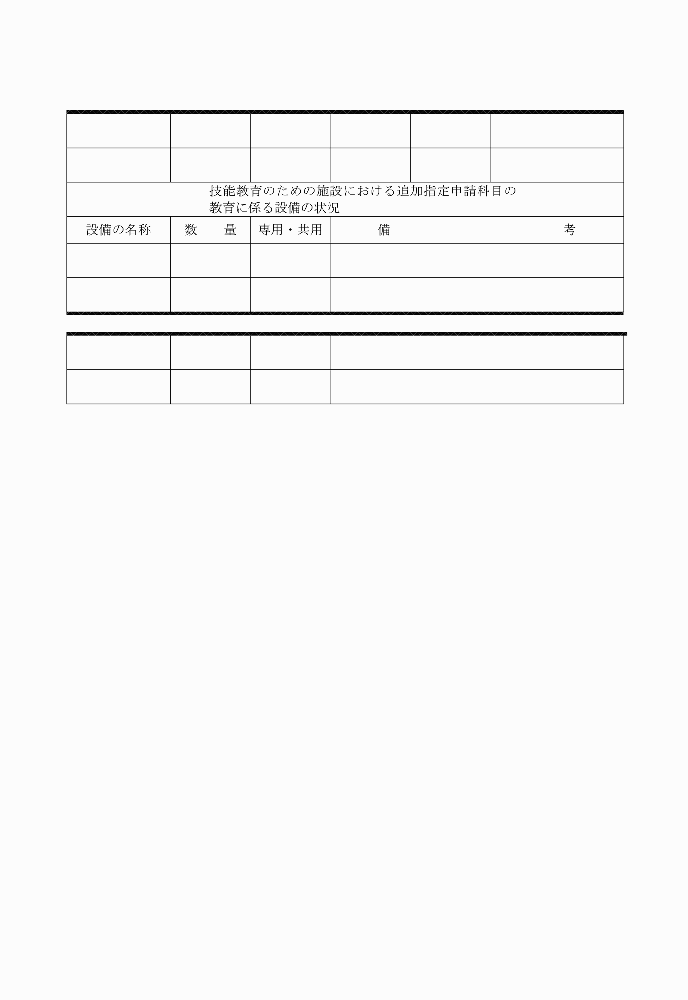 技能教育のための施設における追加指定申請科目の
教育に係る設備の状況
設備の名称 数　量 専用・共用 備　考